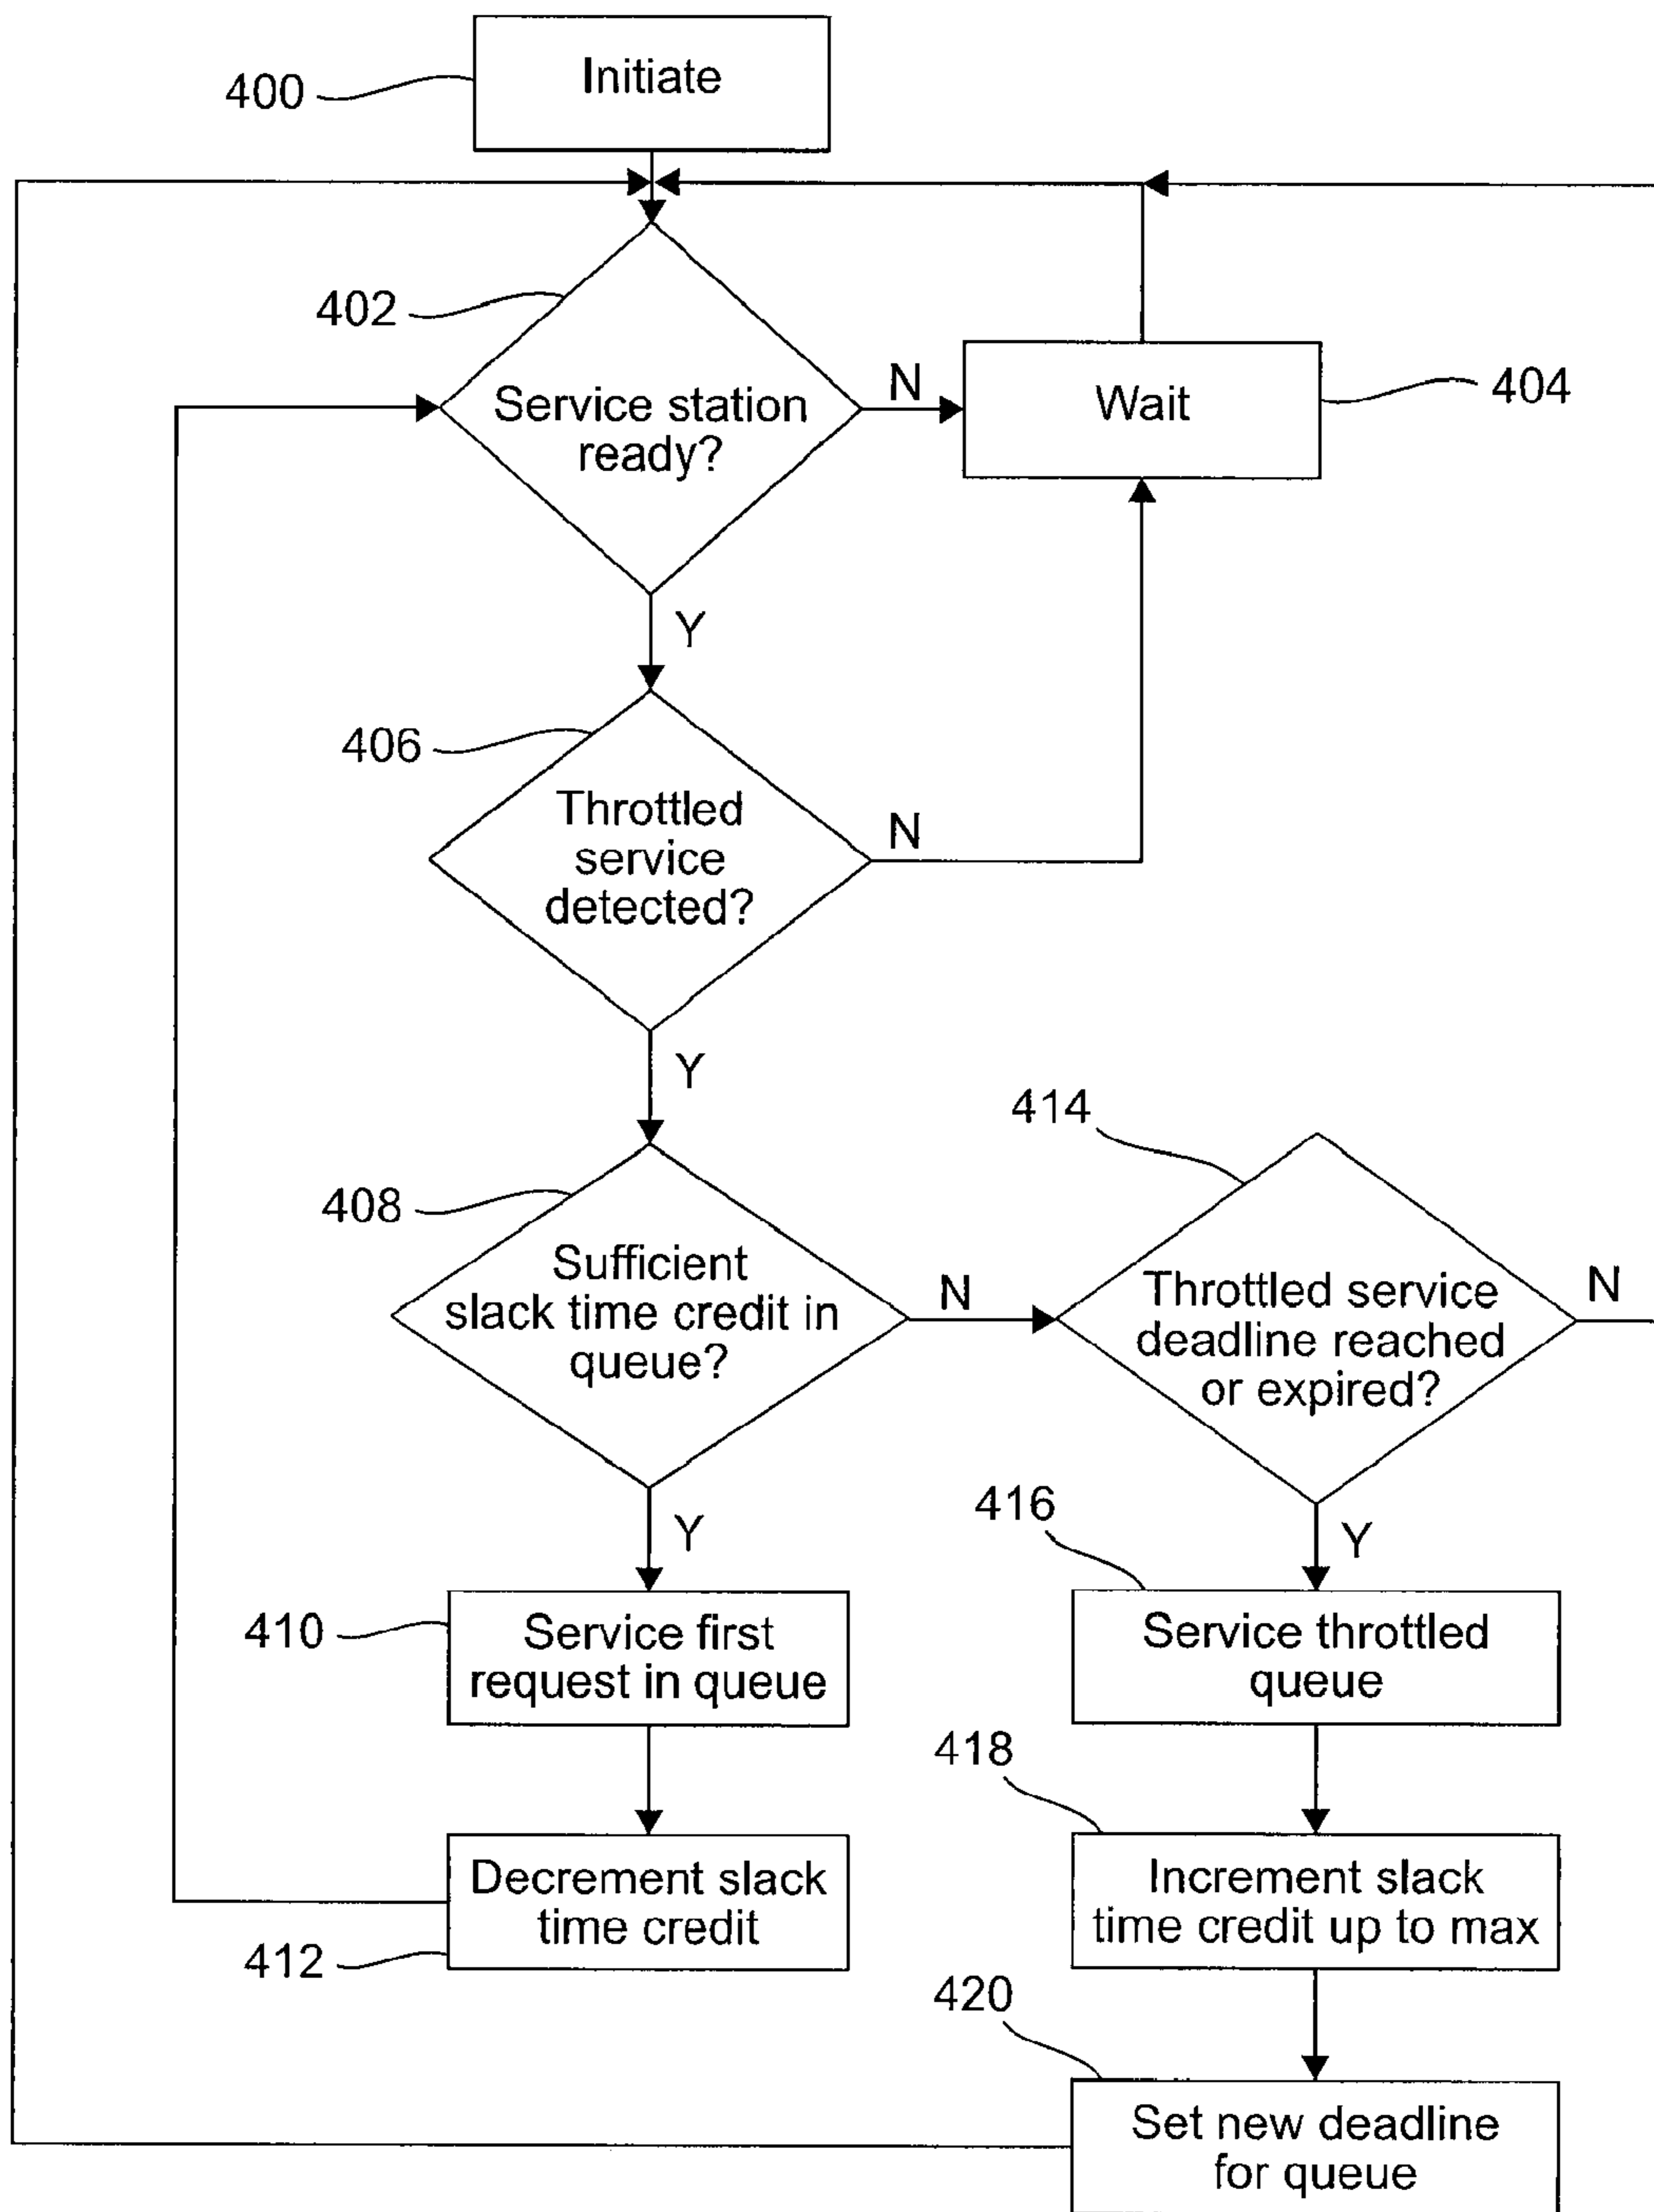 400
Initiate
402
Service station
ready?
N
Wait
404
Y
406
Throttled
service
detected?
N
Y
408
Sufficient
slack time credit in
queue?
N
414
Throttled service
deadline reached
or expired?
N
Y
410
Service first
request in queue
Y
416
Service throttled
queue
412
Decrement slack
time credit
418
Increment slack
time credit up to max
420
Set new deadline
for queue